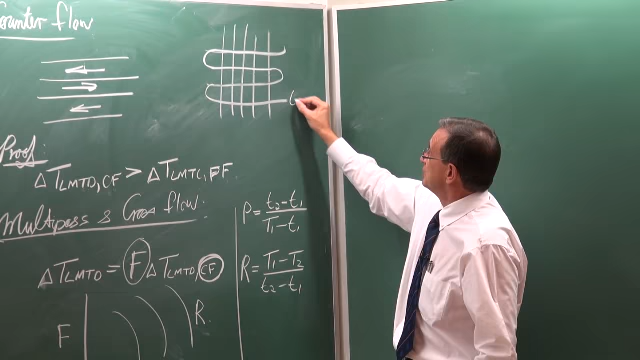 Counter flow
Proof:
ΔT_LMTD,CF > ΔT_LMTD,PF.
Multipass & Cross flow.
ΔT_LMTD = F ΔT_LMTD,CF
P = (t₂-t₁)/(T₁-t₁)
R = (T₁-T₂)/(t₂-t₁)
F
R